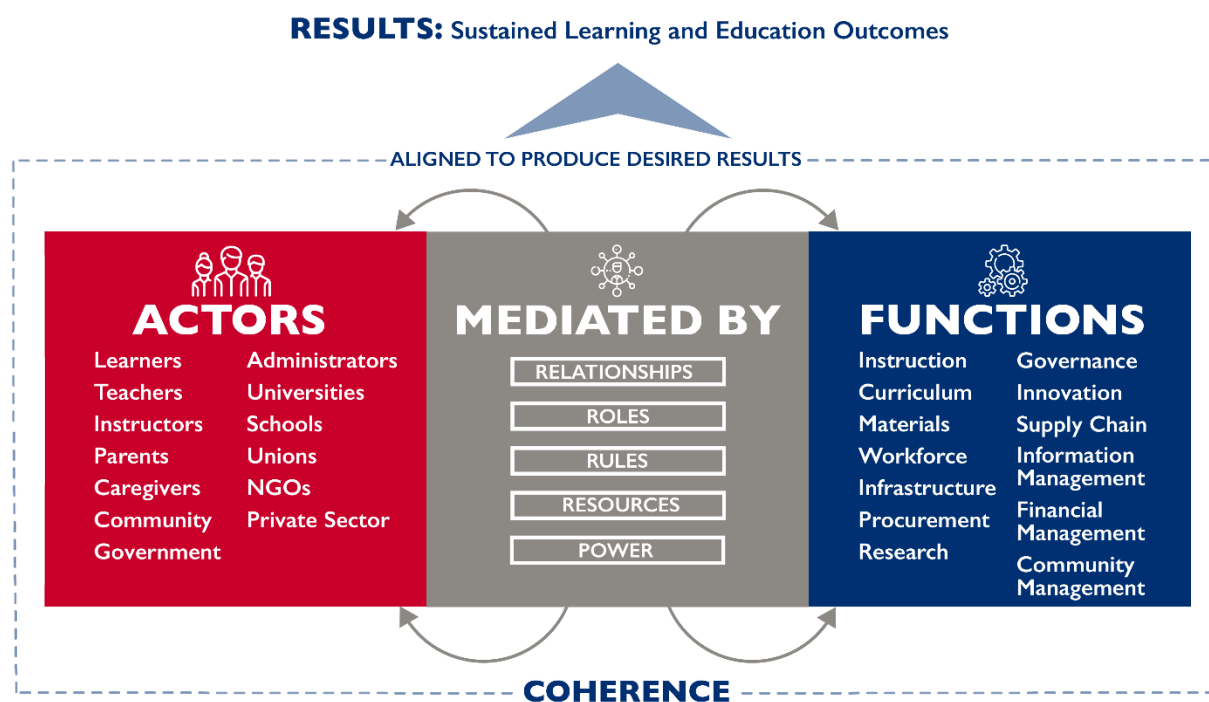 RESULTS: Sustained Learning and Education Outcomes
ALIGNED TO PRODUCE DESIRED RESULTS
ACTORS
Learners
Teachers
Instructors
Parents
Caregivers
Community
Government
Administrators
Universities
Schools
Unions
NGOs
Private Sector
MEDIATED BY
RELATIONSHIPS
ROLES
RULES
RESOURCES
POWER
FUNCTIONS
Instruction
Curriculum
Materials
Workforce
Infrastructure
Procurement
Research
Governance
Innovation
Supply Chain
Information
Management
Financial
Management
Community
Management
COHERENCE